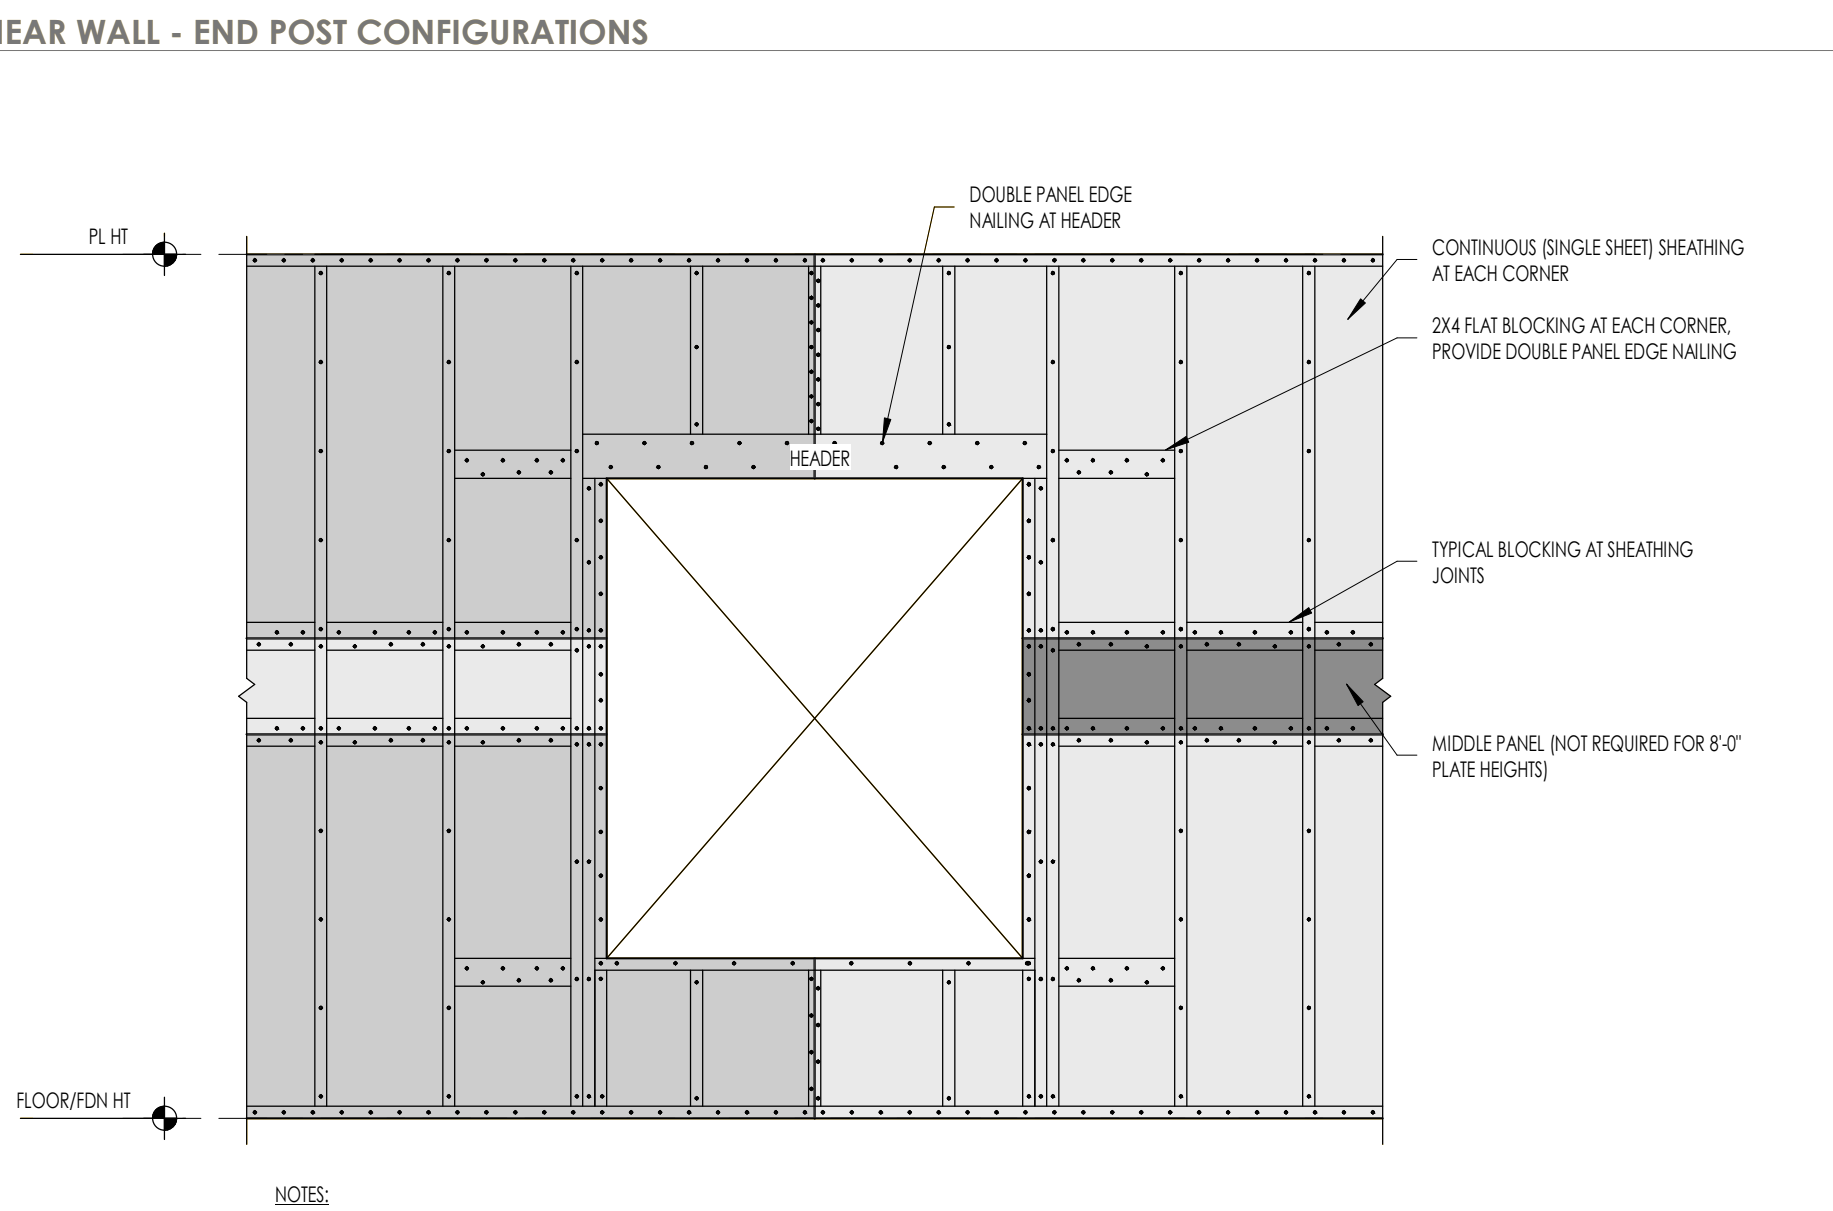 EAR WALL - END POST CONFIGURATIONS
DOUBLE PANEL EDGE
NAILING AT HEADER
PL HT
CONTINUOUS (SINGLE SHEET) SHEATHING
AT EACH CORNER
2X4 FLAT BLOCKING AT EACH CORNER,
PROVIDE DOUBLE PANEL EDGE NAILING
HEADER
TYPICAL BLOCKING AT SHEATHING
JOINTS
MIDDLE PANEL (NOT REQUIRED FOR 8'-0"
PLATE HEIGHTS)
FLOOR/FDN HT
NOTES: